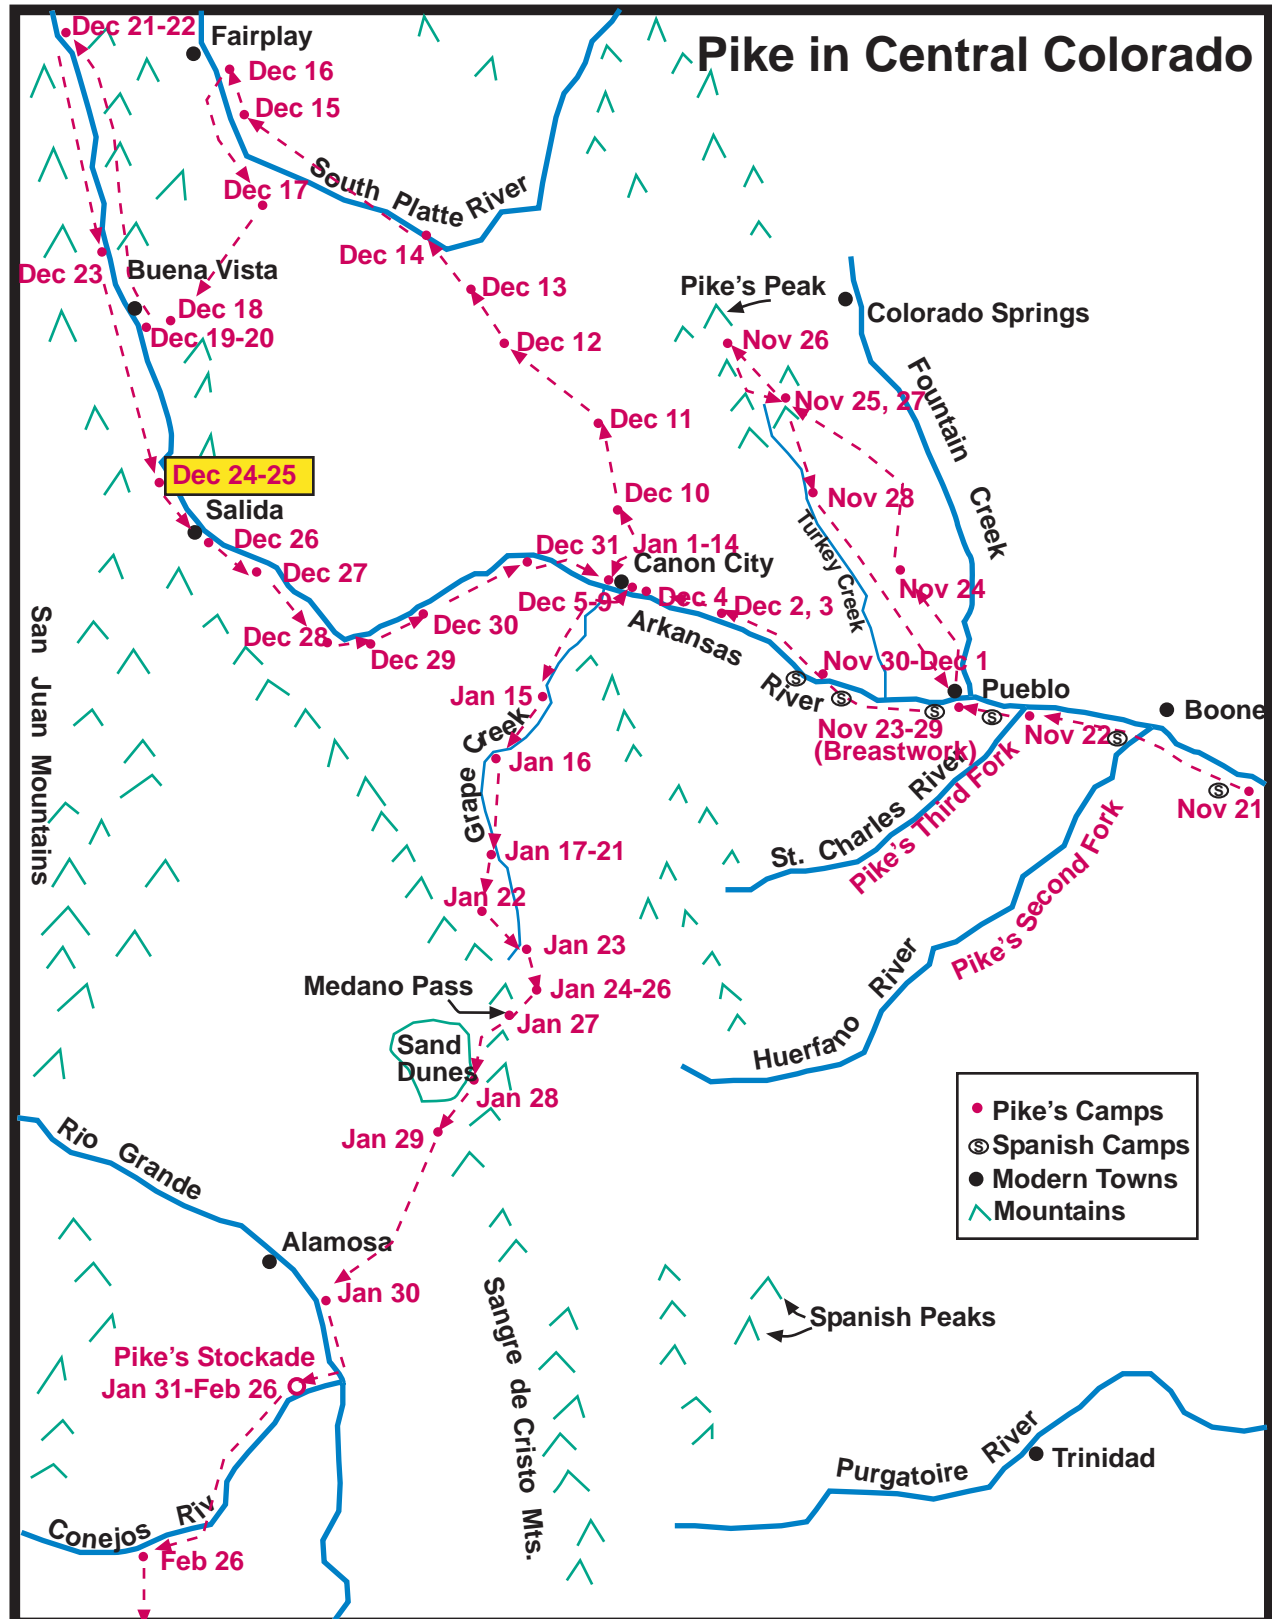 Pike in Central Colorado
Dec 21-22
Fairplay
Dec 16
Dec 15
South Platte River
Dec 17
Dec 14
Dec 23
Buena Vista
Dec 13
Pike's Peak
Colorado Springs
Dec 18
Dec 19-20
Dec 12
Nov 26
Fountain Creek
Nov 25, 27
Dec 11
Dec 24-25
Dec 10
Nov 28
Turkey Creek
Salida
Dec 26
Dec 31
Jan 1-14
Canon City
Dec 27
Nov 24
Dec 5-9
Dec 4
Dec 2, 3
San Juan Mountains
Dec 30
Dec 28
Dec 29
Arkansas River
Nov 30-Dec 1
Pueblo
Boone
Jan 15
Nov 23-29
(Breastwork)
Nov 22
Grape Creek
Jan 16
Nov 21
St. Charles River
Pike's Third Fork
Jan 17-21
Pike's Second Fork
Jan 22
Jan 23
Medano Pass
Jan 24-26
Jan 27
Huerfano River
Sand
Dunes
Jan 28
Jan 29
Pike's Camps
S Spanish Camps
Modern Towns
Mountains
S
S
S
S
S
S
Rio Grande
Alamosa
Jan 30
Sangre de Cristo Mts.
Spanish Peaks
Pike's Stockade
Jan 31-Feb 26
Purgatoire River
Trinidad
Conejos Riv
Feb 26